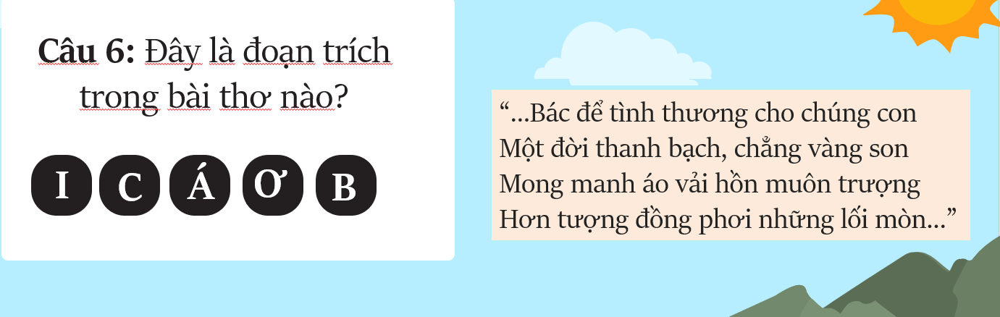 Câu 6: Đây là đoạn trích
trong bài thơ nào?
I C Á Ơ B
“...Bác để tình thương cho chúng con
Một đời thanh bạch, chẳng vàng son
Mong manh áo vải hồn muôn trượng
Hơn tượng đồng phơi những lối mòn...”